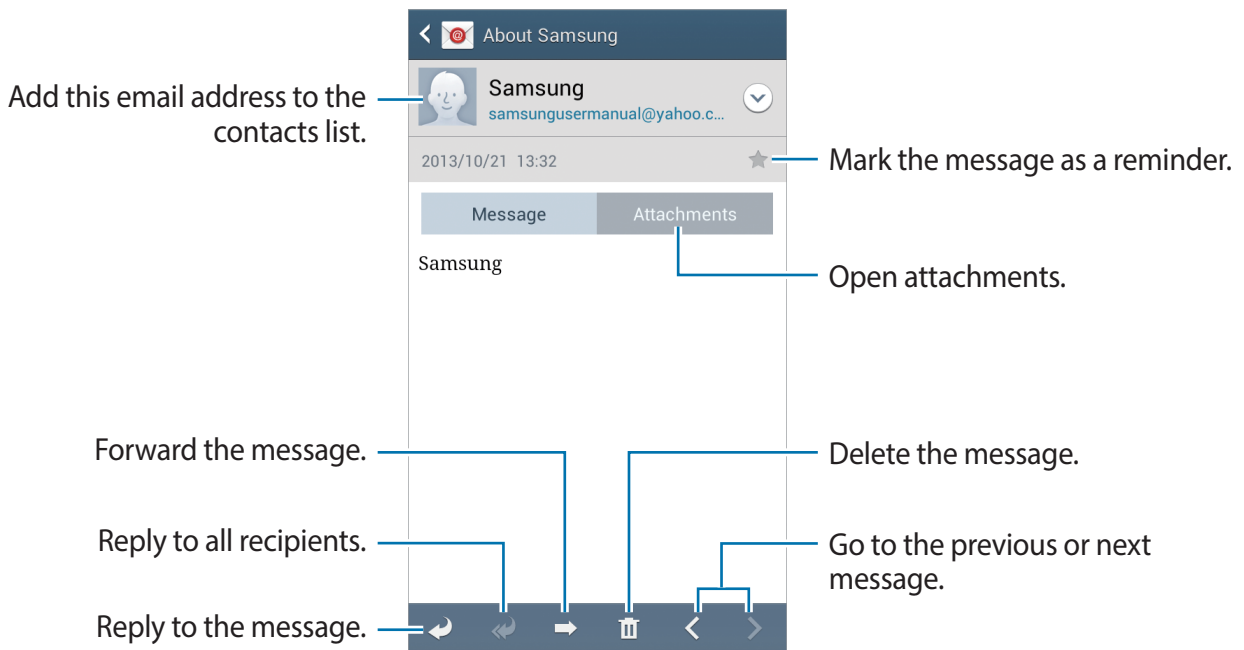 About Samsung
Add this email address to the
contacts list.
Samsung
samsungusermanual@yahoo.c...
2013/10/21 13:32
Mark the message as a reminder.
Message
Attachments
Samsung
Open attachments.
Forward the message.
Delete the message.
Reply to all recipients.
Go to the previous or next
message.
Reply to the message.